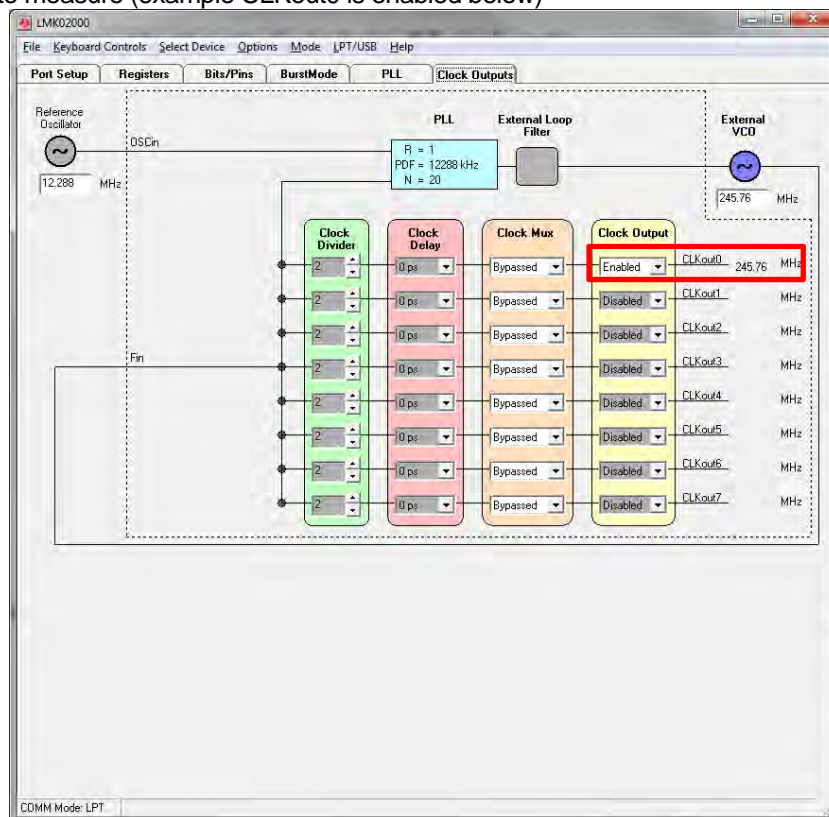 to measure (example CLKout0 is enabled below)
LMK02000
File Keyboard Controls Select Device Options Mode LPT/USB Help
Port Setup Registers Bits/Pins BurstMode PLL Clock Outputs
Reference
Oscillator
OSCin
12.288 MHz
PLL
R = 1
PDF = 12288 kHz
N = 20
External Loop
Filter
External
VCO
245.76 MHz
Fin
Clock
Divider
Clock
Delay
Clock Mux
Clock Output
2 0 ps Bypassed Enabled CLKout0 245.76 MHz
2 0 ps Bypassed Disabled CLKout1 MHz
2 0 ps Bypassed Disabled CLKout2 MHz
2 0 ps Bypassed Disabled CLKout3 MHz
2 0 ps Bypassed Disabled CLKout4 MHz
2 0 ps Bypassed Disabled CLKout5 MHz
2 0 ps Bypassed Disabled CLKout6 MHz
2 0 ps Bypassed Disabled CLKout7 MHz
COMM Mode: LPT